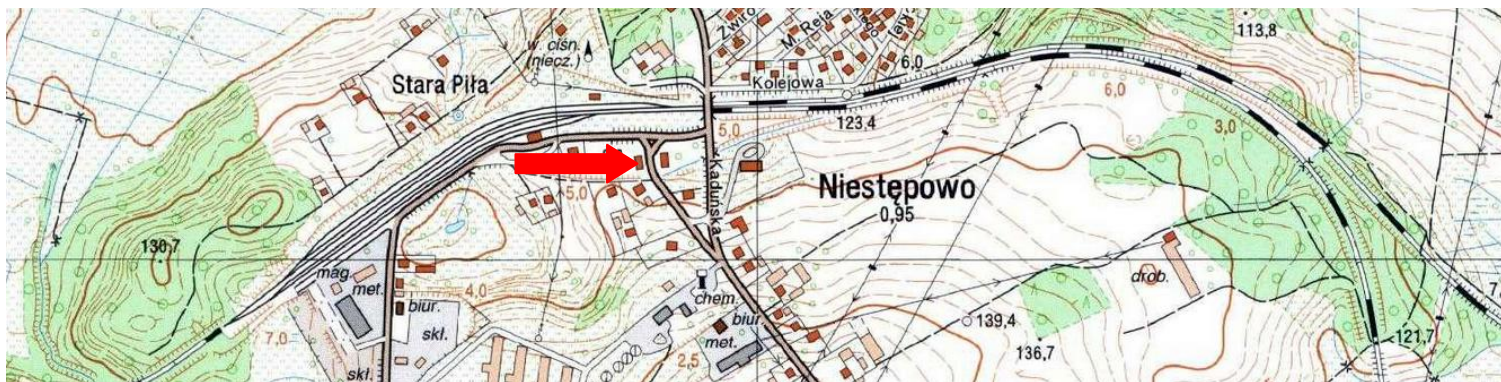 113,8
Żwir
M. Reja
w. ciśn.
(niecz.)
6,0
Stara Piła
Kolejowa
6,0
123,4
5,0
3,0
Raduńska
5,0
Niestępowo
0,95
130,7
mag.
met.
4,0
drob.
biur.
chem.
7,0
skł.
biur.
139,4
met.
2,5
136,7
121,7
skł.